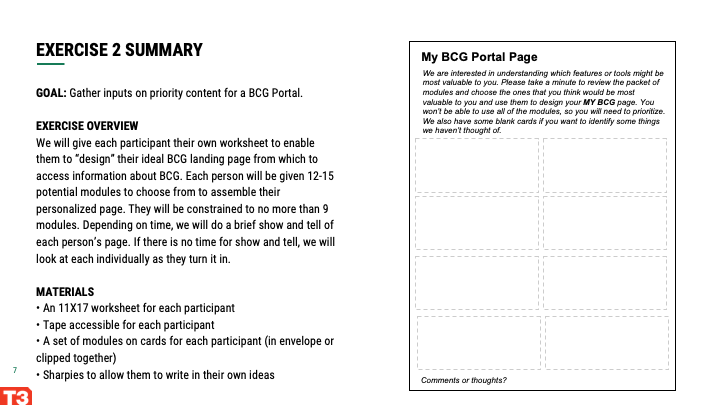 EXERCISE 2 SUMMARY
GOAL: Gather inputs on priority content for a BCG Portal.
EXERCISE OVERVIEW
We will give each participant their own worksheet to enable
them to “design” their ideal BCG landing page from which to
access information about BCG. Each person will be given 12-15
potential modules to choose from to assemble their
personalized page. They will be constrained to no more than 9
modules. Depending on time, we will do a brief show and tell of
each person’s page. If there is no time for show and tell, we will
look at each individually as they turn it in.
MATERIALS
• An 11X17 worksheet for each participant
• Tape accessible for each participant
• A set of modules on cards for each participant (in envelope or
clipped together)
• Sharpies to allow them to write in their own ideas
7
T3
My BCG Portal Page
We are interested in understanding which features or tools might be
most valuable to you. Please take a minute to review the packet of
modules and choose the ones that you think would be most
valuable to you and use them to design your MY BCG page. You
won't be able to use all of the modules, so you will need to prioritize.
We also have some blank cards if you want to identify some things
we haven't thought of.
Comments or thoughts?